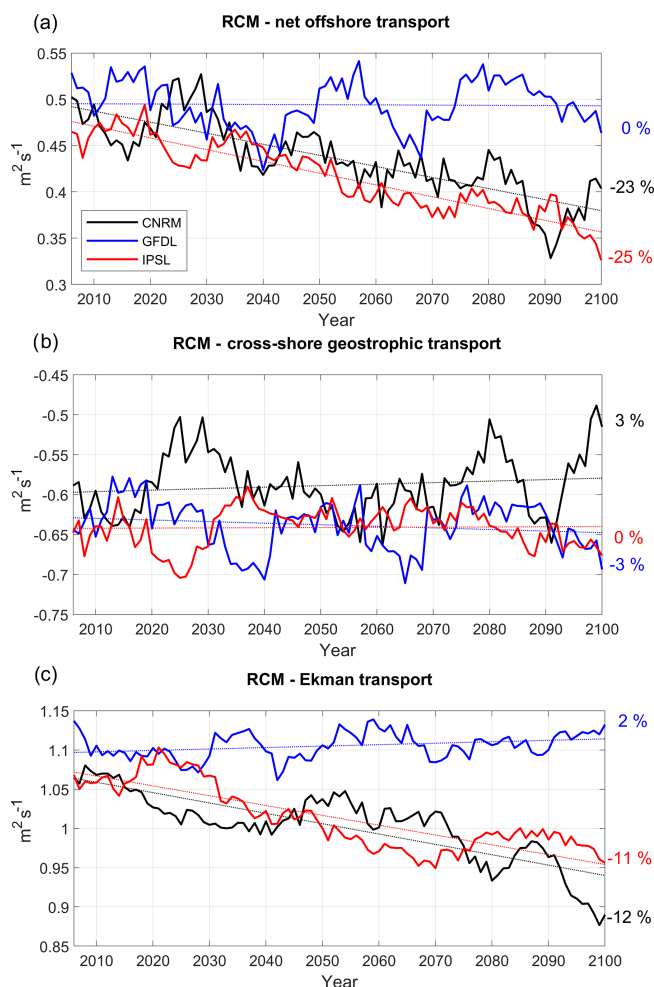 (a)
RCM - net offshore transport
0.55
0.5
0.45
0.4
0.35
0.3
m² s⁻¹
CNRM
GFDL
IPSL
0 %
-23 %
-25 %
2010 2020 2030 2040 2050 2060 2070 2080 2090 2100
Year
(b)
RCM - cross-shore geostrophic transport
-0.45
-0.5
-0.55
-0.6
-0.65
-0.7
-0.75
m² s⁻¹
3 %
0 %
-3 %
2010 2020 2030 2040 2050 2060 2070 2080 2090 2100
Year
(c)
RCM - Ekman transport
1.15
1.1
1.05
1
0.95
0.9
0.85
m² s⁻¹
2 %
-11 %
-12 %
2010 2020 2030 2040 2050 2060 2070 2080 2090 2100
Year